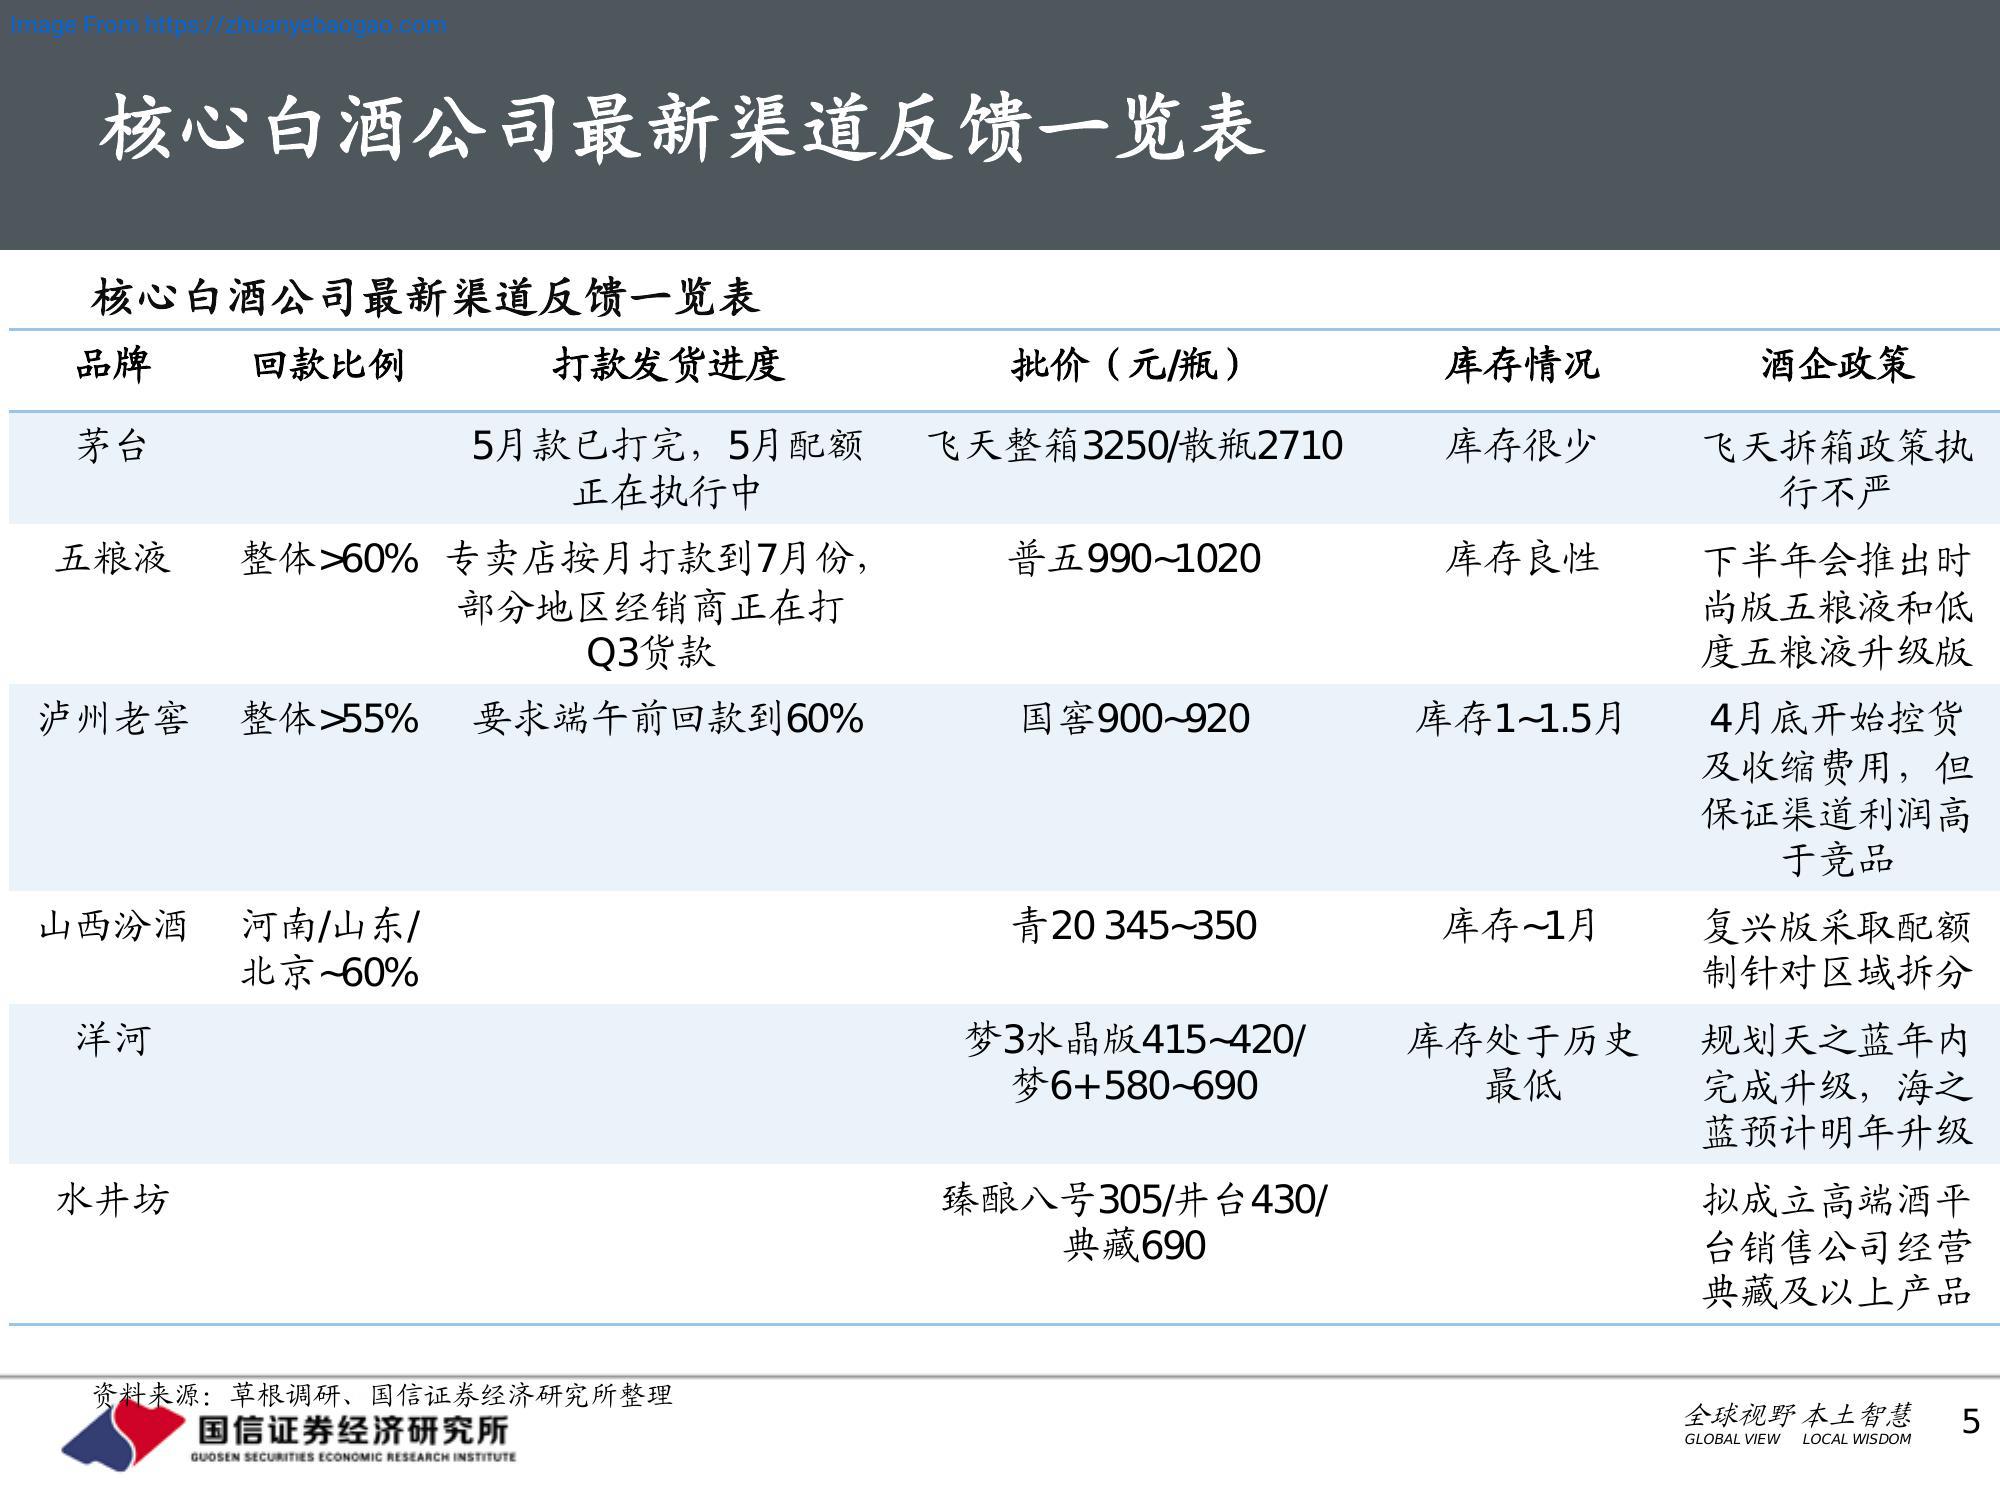 Image From https://zhuanyebaogao.com
核心白酒公司最新渠道反馈一览表
核心白酒公司最新渠道反馈一览表
品牌 回款比例 打款发货进度 批价（元/瓶） 库存情况 酒企政策
茅台 5月款已打完，5月配额 飞天整箱3250/散瓶2710 库存很少 飞天拆箱政策执
正在执行中 行不严
五粮液 整体>60% 专卖店按月打款到7月份， 普五990~1020 库存良性 下半年会推出时
部分地区经销商正在打 尚版五粮液和低
Q3货款 度五粮液升级版
泸州老窖 整体>55% 要求端午前回款到60% 国窖900~920 库存1~1.5月 4月底开始控货
及收缩费用，但
保证渠道利润高
于竞品
山西汾酒 河南/山东/ 青20 345~350 库存~1月 复兴版采取配额
北京~60% 制针对区域拆分
洋河 梦3水晶版415~420/ 库存处于历史 规划天之蓝年内
梦6+580~690 最低 完成升级，海之
蓝预计明年升级
水井坊 臻酿八号305/井台430/ 拟成立高端酒平
典藏690 台销售公司经营
典藏及以上产品
资料来源：草根调研、国信证券经济研究所整理
国信证券经济研究所
GUOSEN SECURITIES ECONOMIC RESEARCH INSTITUTE
全球视野 本土智慧
GLOBAL VIEW LOCAL WISDOM
5